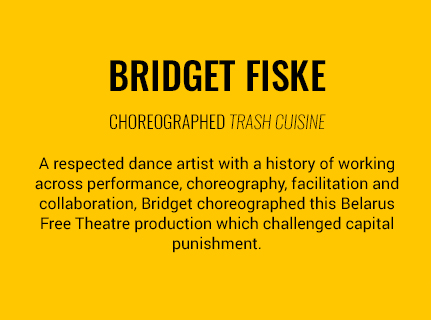 BRIDGET FISKE
CHOREOGRAPHED TRASH CUISINE
A respected dance artist with a history of working
across performance, choreography, facilitation and
collaboration, Bridget choreographed this Belarus
Free Theatre production which challenged capital
punishment.